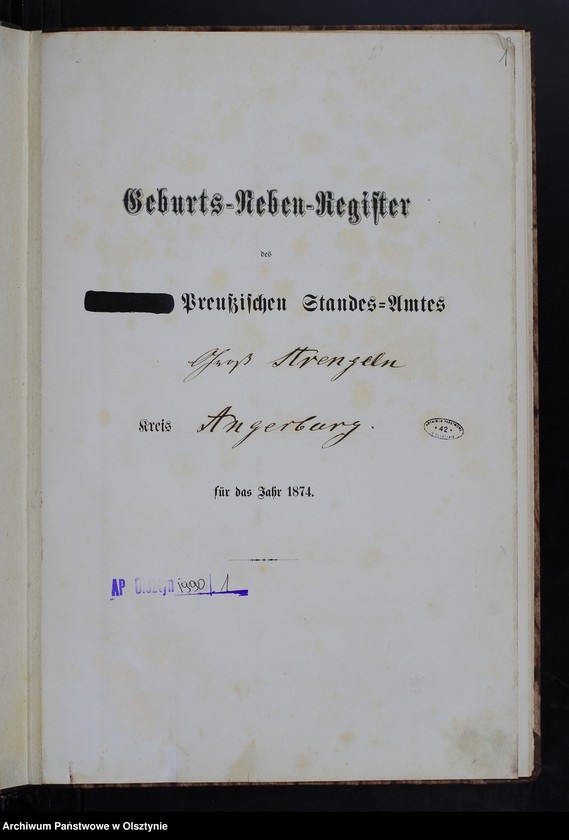 1
Geburts-Neben-Register
des
Preußischen Standes-Amtes
Groß Strengeln
Kreis Angerburg.
42
für das Jahr 1874.
AP Olsztyn 1990/1
Archiwum Państwowe w Olsztynie